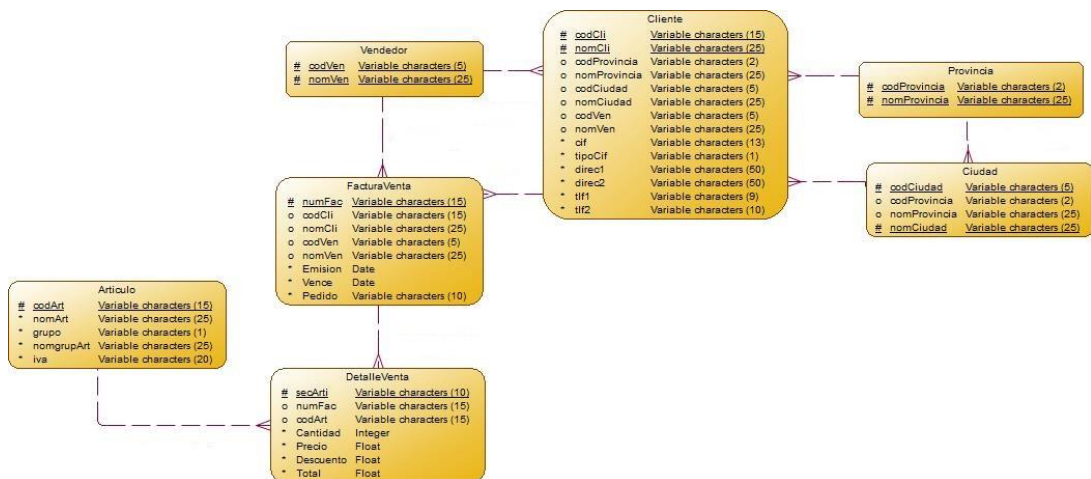 Vendedor
# codVen Variable characters (5)
# nomVen Variable characters (25)
Cliente
# codCli Variable characters (15)
# nomCli Variable characters (25)
o codProvincia Variable characters (2)
o nomProvincia Variable characters (25)
o codCiudad Variable characters (5)
o nomCiudad Variable characters (25)
o codVen Variable characters (5)
o nomVen Variable characters (25)
* cif Variable characters (13)
* tipoCif Variable characters (1)
* direc1 Variable characters (50)
* direc2 Variable characters (50)
* tlf1 Variable characters (9)
* tlf2 Variable characters (10)
Provincia
# codProvincia Variable characters (2)
# nomProvincia Variable characters (25)
Ciudad
# codCiudad Variable characters (5)
o codProvincia Variable characters (2)
o nomProvincia Variable characters (25)
# nomCiudad Variable characters (25)
FacturaVenta
# numFac Variable characters (15)
o codCli Variable characters (15)
o nomCli Variable characters (25)
o codVen Variable characters (5)
o nomVen Variable characters (25)
* Emision Date
* Vence Date
* Pedido Variable characters (10)
Articulo
# codArt Variable characters (15)
* nomArt Variable characters (25)
* grupo Variable characters (1)
* nomgrupArt Variable characters (25)
* iva Variable characters (20)
DetalleVenta
# secArti Variable characters (10)
o numFac Variable characters (15)
o codArt Variable characters (15)
* Cantidad Integer
* Precio Float
* Descuento Float
* Total Float